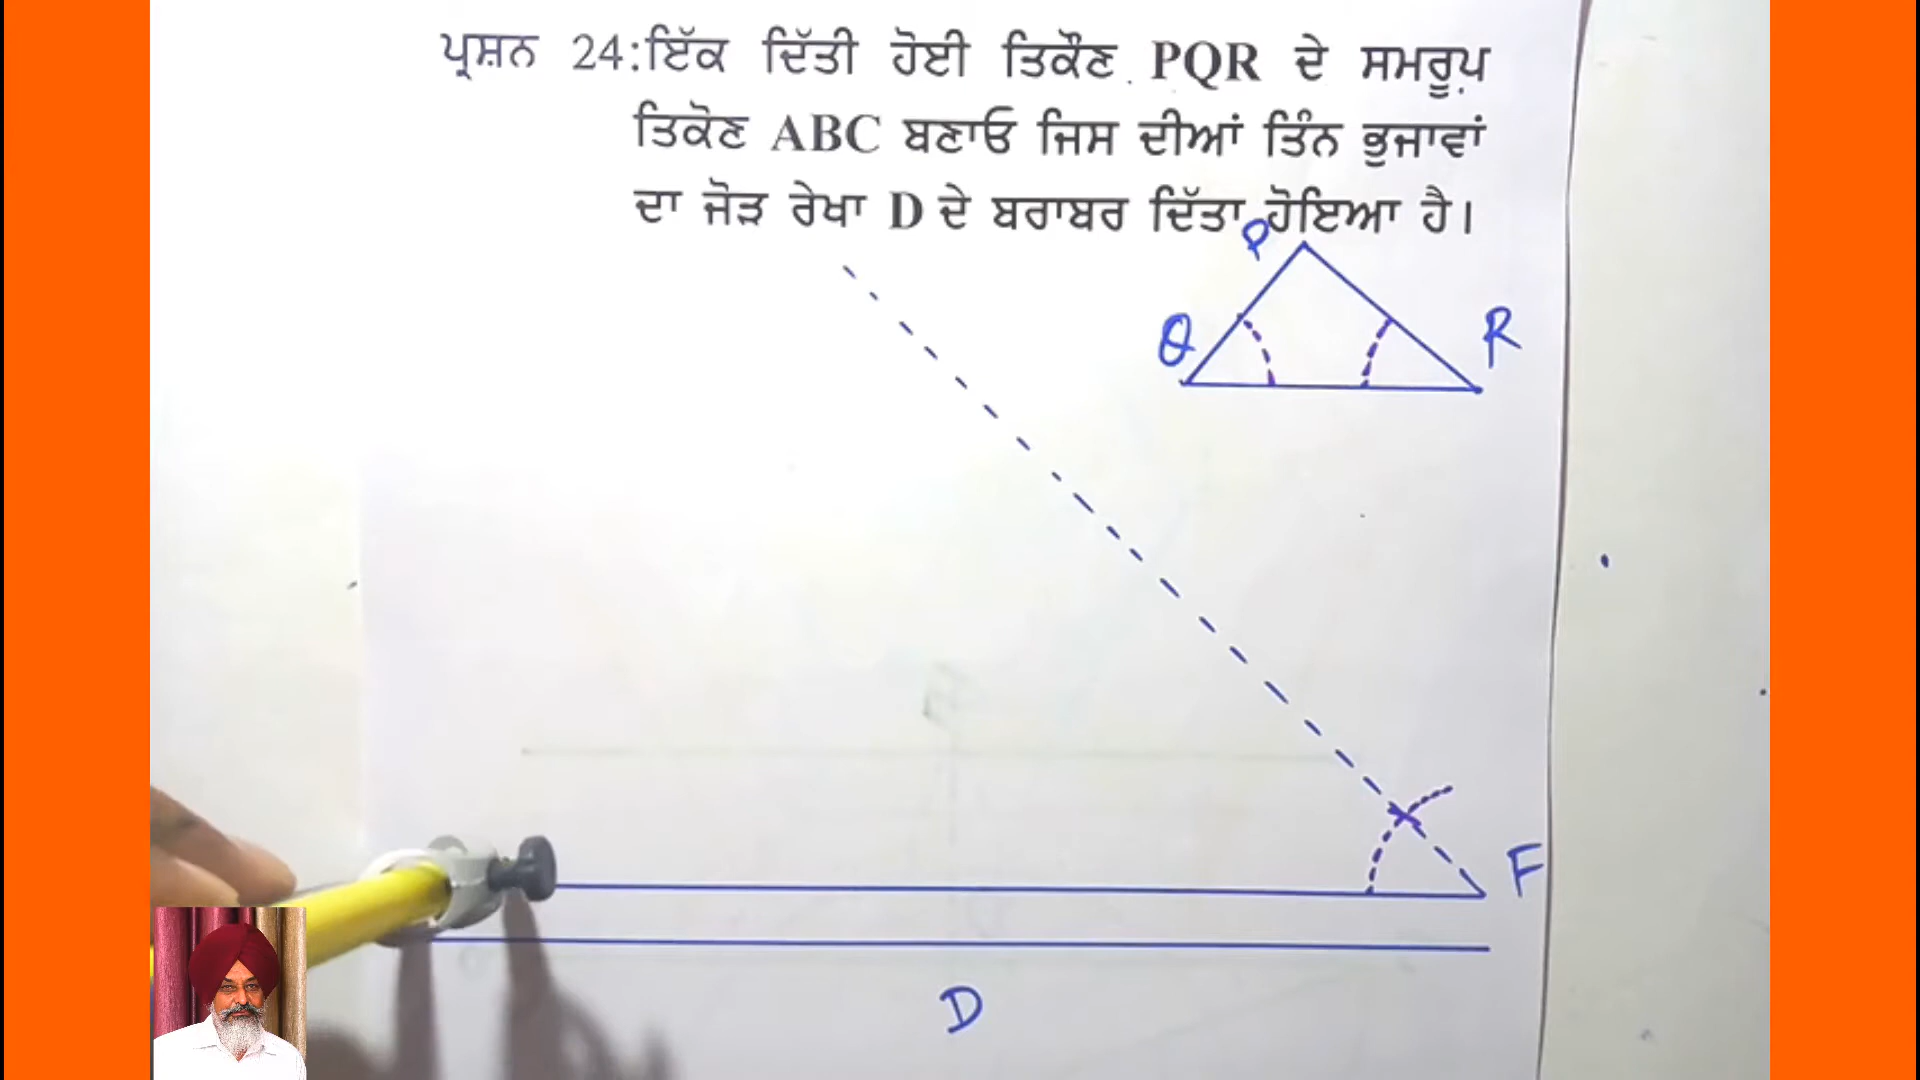 ਪ੍ਰਸ਼ਨ 24:ਇੱਕ ਦਿੱਤੀ ਹੋਈ ਤਿਕੌਣ PQR ਦੇ ਸਮਰੂਪ
ਤਿਕੋਣ ABC ਬਣਾਓ ਜਿਸ ਦੀਆਂ ਤਿੰਨ ਭੁਜਾਵਾਂ
ਦਾ ਜੋੜ ਰੇਖਾ D ਦੇ ਬਰਾਬਰ ਦਿੱਤਾ ਹੋਇਆ ਹੈ।
P
Q R
F
D